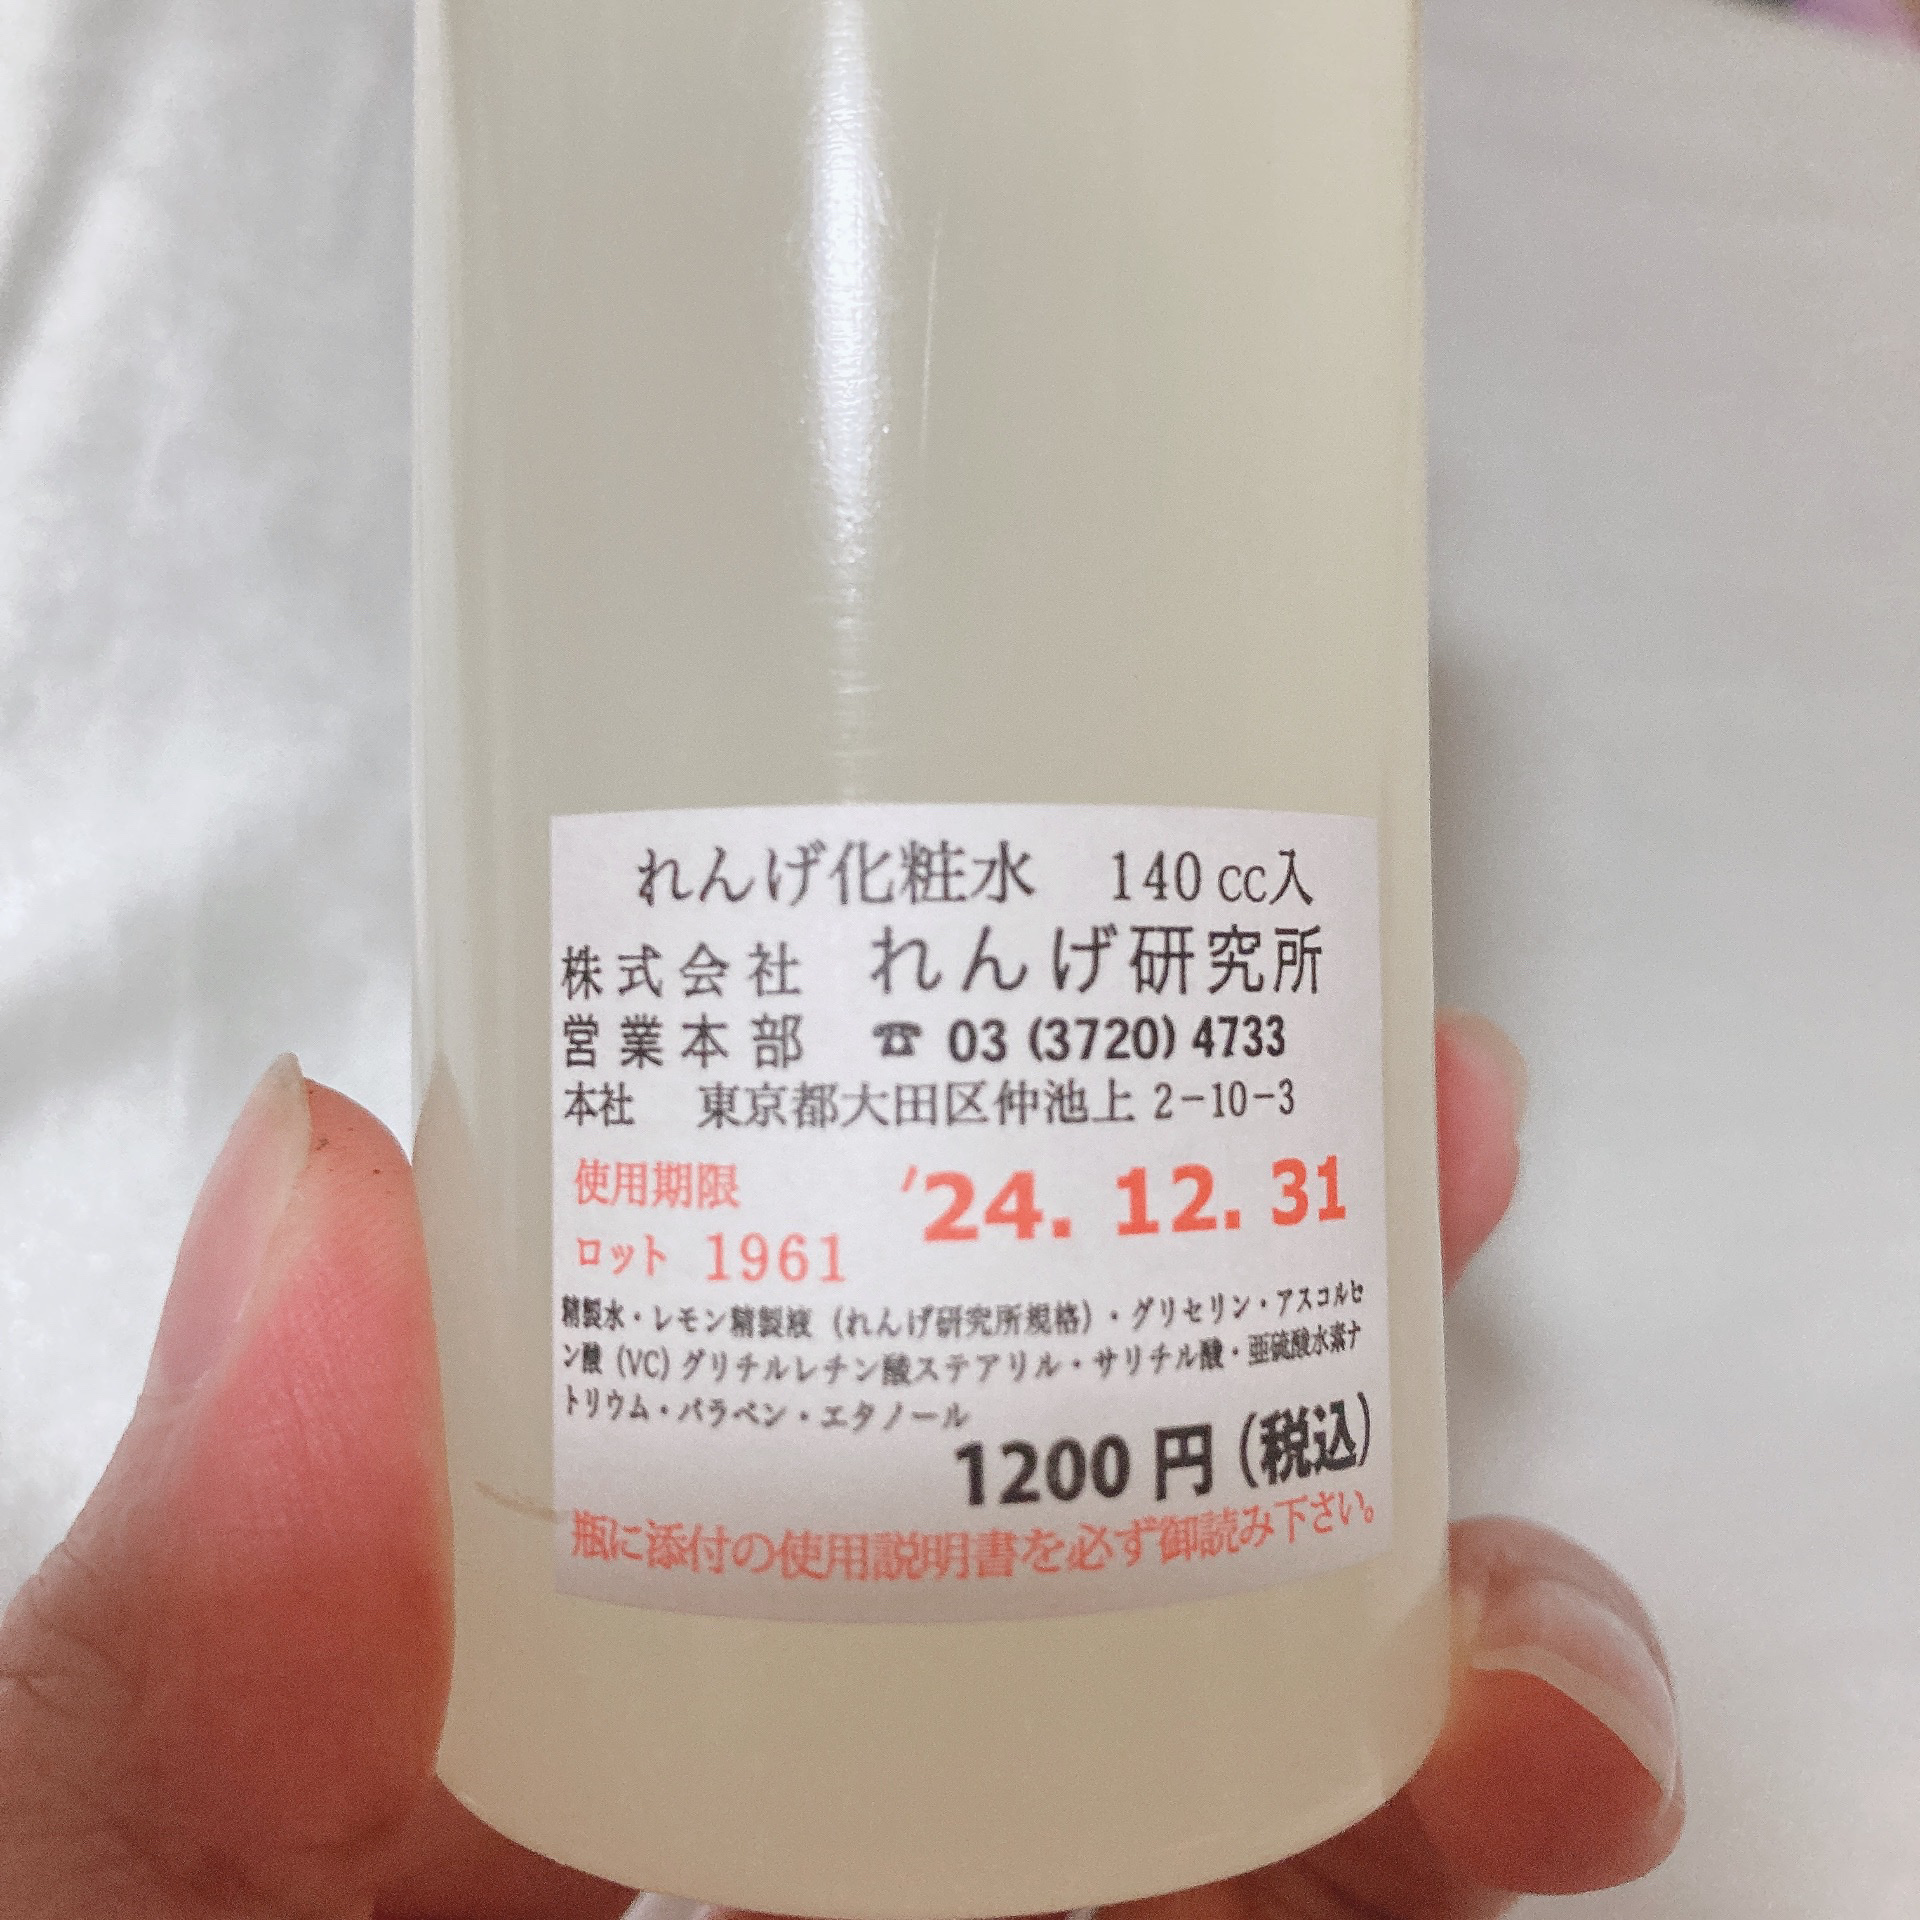 れんげ化粧水 140cc入
株式会社 れんげ研究所
営業本部 ☎ 03 (3720) 4733
本社 東京都大田区仲池上 2-10-3
使用期限 '24. 12. 31
ロット 1961
精製水・レモン精製液（れんげ研究所規格）・グリセリン・アスコルビ
ン酸 (VC) グリチルレチン酸ステアリル・サリチル酸・亜硫酸水素ナ
トリウム・パラベン・エタノール
1200 円 (税込)
瓶に添付の使用説明書を必ず御読み下さい。